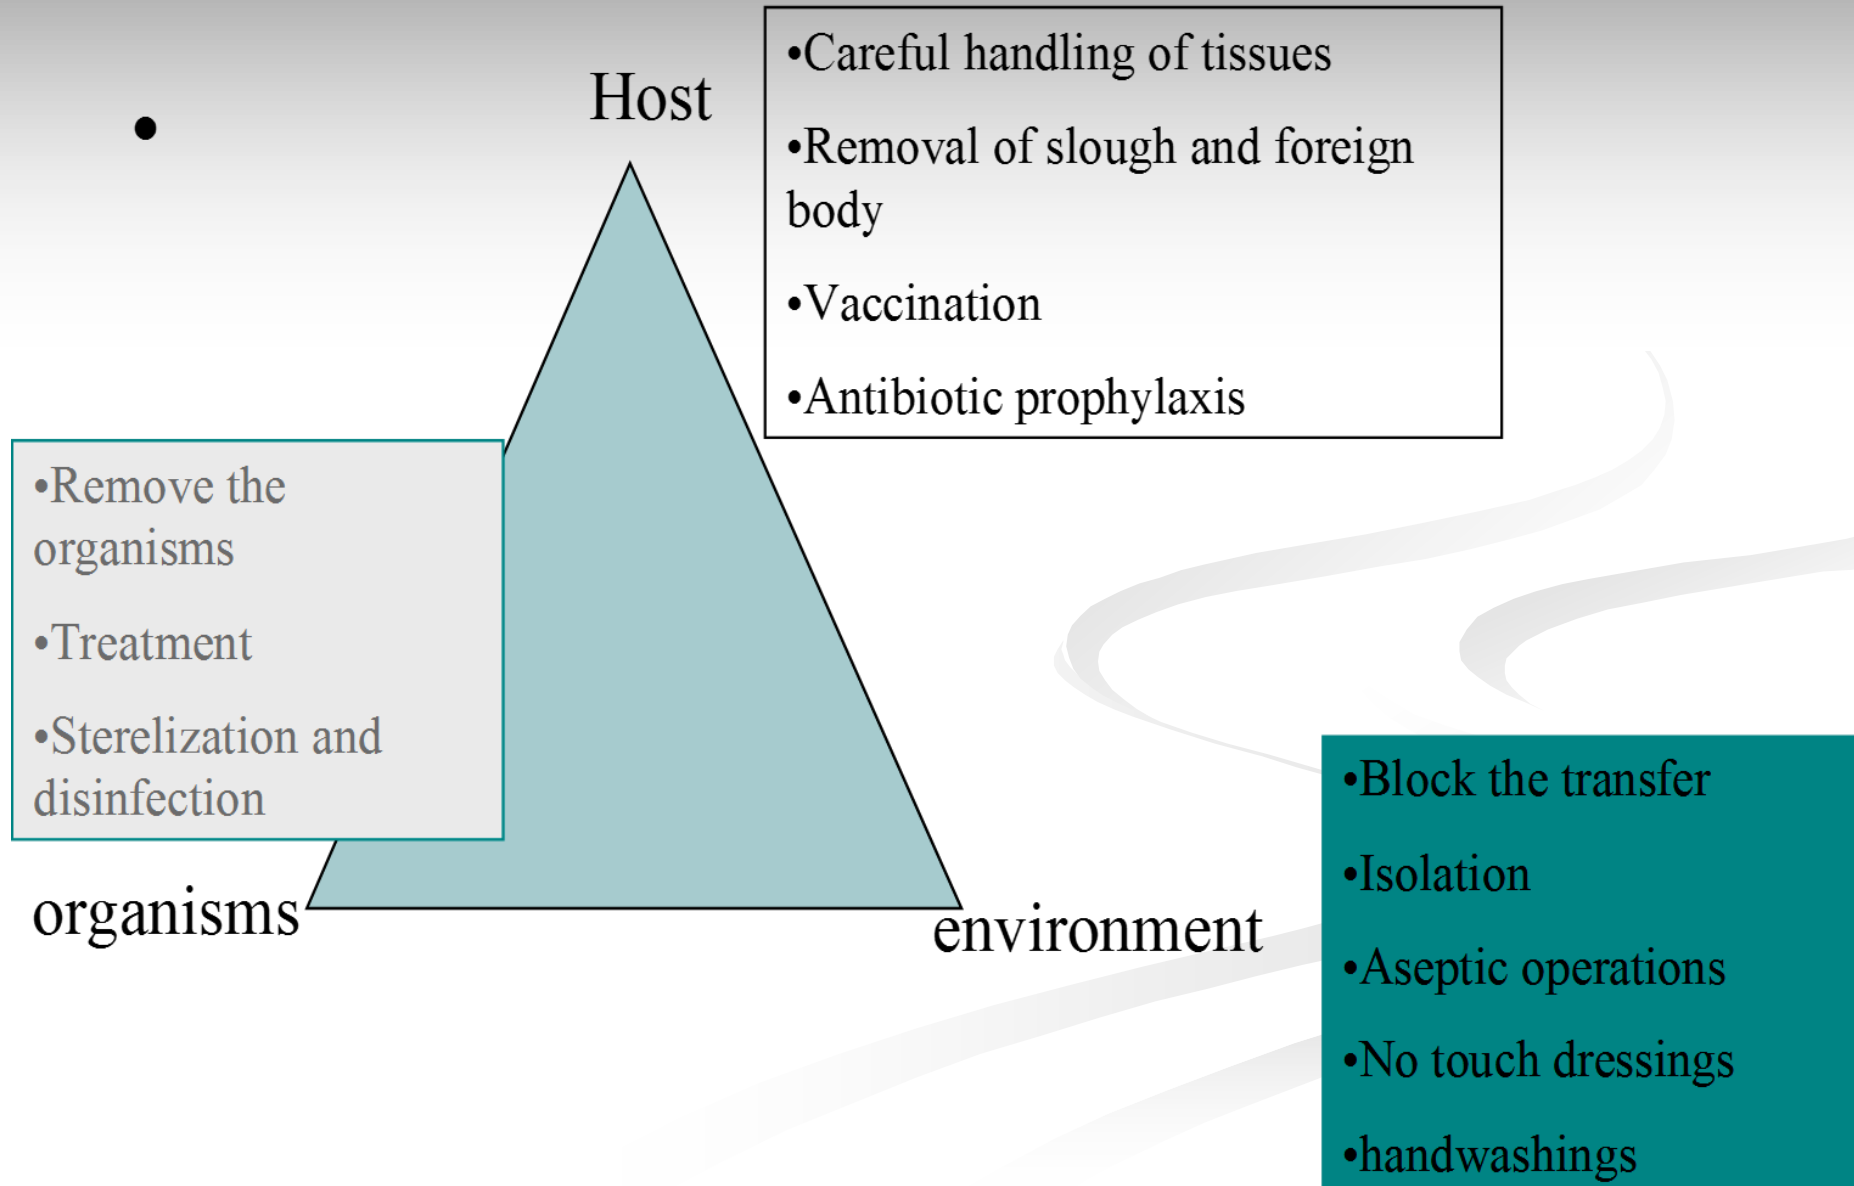 •
Host
•Careful handling of tissues
•Removal of slough and foreign
body
•Vaccination
•Antibiotic prophylaxis
•Remove the
organisms
•Treatment
•Sterelization and
disinfection
organisms
environment
•Block the transfer
•Isolation
•Aseptic operations
•No touch dressings
•handwashings